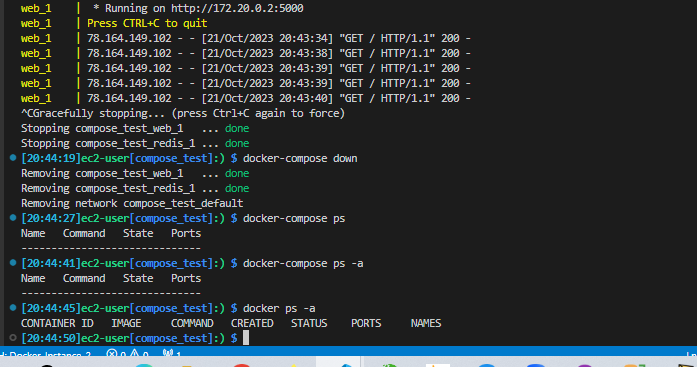 web_1     |  * Running on http://172.20.0.2:5000
web_1     | Press CTRL+C to quit
web_1     | 78.164.149.102 - - [21/Oct/2023 20:43:34] "GET / HTTP/1.1" 200 -
web_1     | 78.164.149.102 - - [21/Oct/2023 20:43:38] "GET / HTTP/1.1" 200 -
web_1     | 78.164.149.102 - - [21/Oct/2023 20:43:39] "GET / HTTP/1.1" 200 -
web_1     | 78.164.149.102 - - [21/Oct/2023 20:43:39] "GET / HTTP/1.1" 200 -
web_1     | 78.164.149.102 - - [21/Oct/2023 20:43:40] "GET / HTTP/1.1" 200 -
^CGracefully stopping... (press Ctrl+C again to force)
Stopping compose_test_web_1   ... done
Stopping compose_test_redis_1 ... done
[20:44:19]ec2-user[compose_test]:) $ docker-compose down
Removing compose_test_web_1   ... done
Removing compose_test_redis_1 ... done
Removing network compose_test_default
[20:44:27]ec2-user[compose_test]:) $ docker-compose ps
Name   Command   State   Ports
------------------------------
[20:44:41]ec2-user[compose_test]:) $ docker-compose ps -a
Name   Command   State   Ports
------------------------------
[20:44:45]ec2-user[compose_test]:) $ docker ps -a
CONTAINER ID   IMAGE     COMMAND   CREATED   STATUS    PORTS     NAMES
[20:44:50]ec2-user[compose_test]:) $
H: Docker-Instance-2 0 0 1